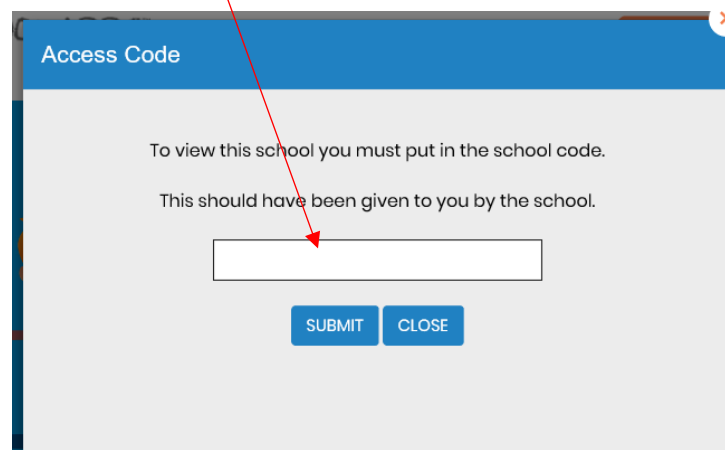 Access Code
To view this school you must put in the school code.
This should have been given to you by the school.
SUBMIT CLOSE